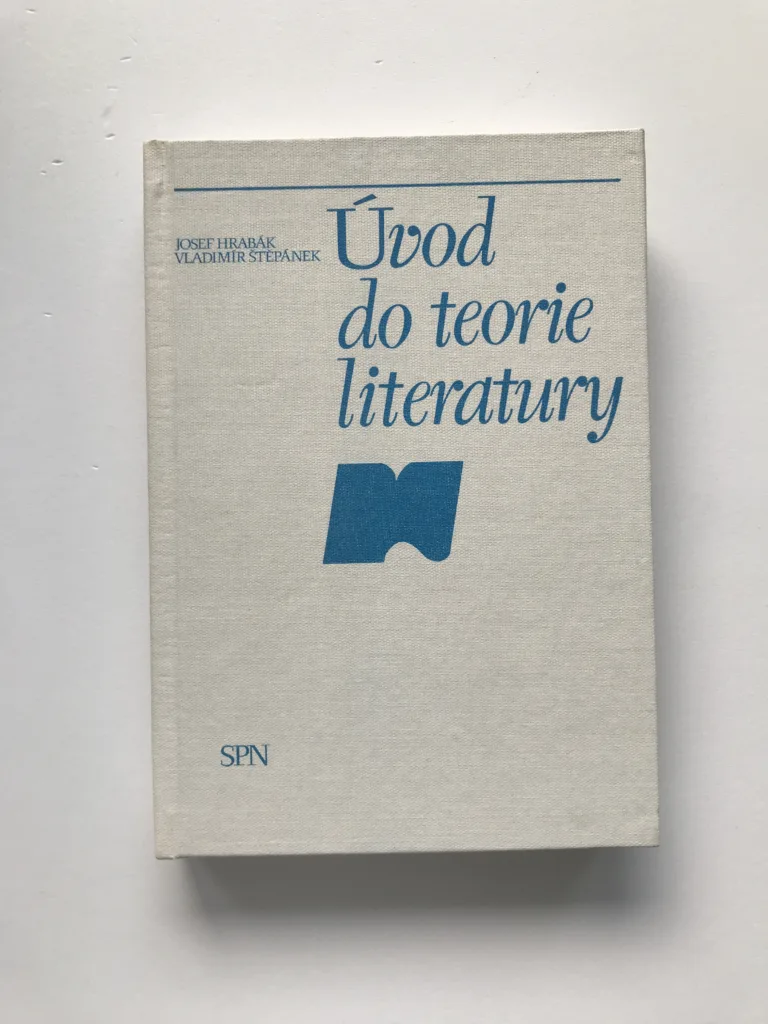 JOSEF HRABÁK
VLADIMÍR ŠTĚPÁNEK
Úvod
do teorie
literatury
SPN